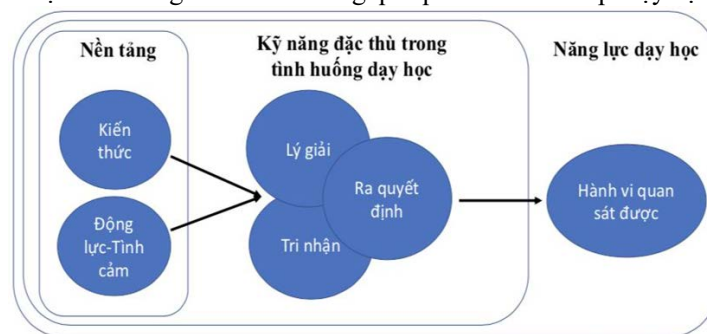 Nền tảng
Kỹ năng đặc thù trong
tình huống dạy học
Năng lực dạy học
Kiến
thức
Động
lực-Tình
cảm
Lý giải
Ra quyết
định
Tri nhận
Hành vi quan
sát được